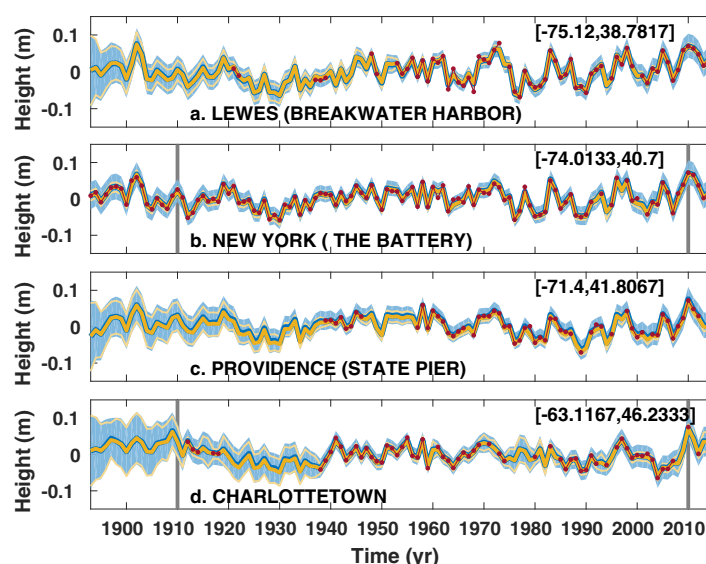 0.1
0
-0.1
Height (m)
[-75.12,38.7817]
a. LEWES (BREAKWATER HARBOR)
0.1
0
-0.1
Height (m)
b. NEW YORK ( THE BATTERY)
[-74.0133,40.7]
0.1
0
-0.1
Height (m)
[-71.4,41.8067]
c. PROVIDENCE (STATE PIER)
0.1
0
-0.1
Height (m)
[-63.1167,46.2333]
d. CHARLOTTETOWN
1900 1910 1920 1930 1940 1950 1960 1970 1980 1990 2000 2010
Time (yr)